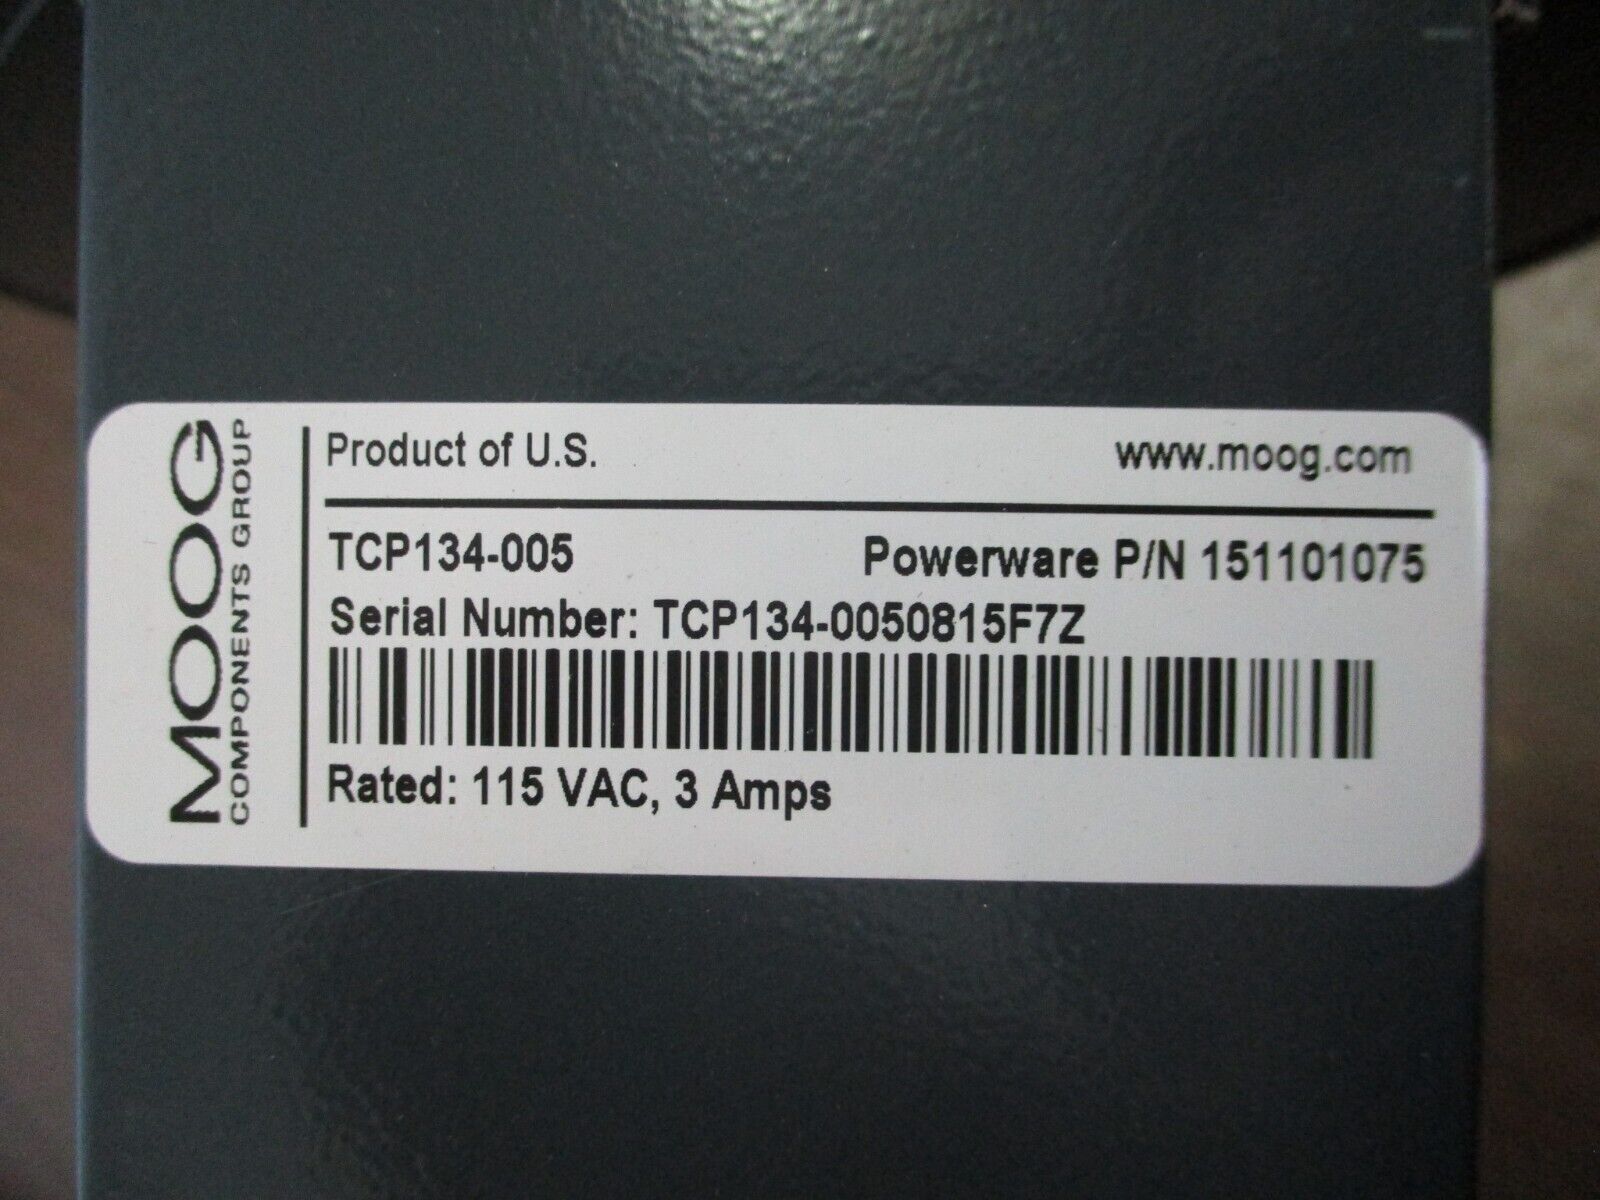 MOOG
COMPONENTS GROUP
Product of U.S. www.moog.com
TCP134-005 Powerware P/N 151101075
Serial Number: TCP134-0050815F7Z
Rated: 115 VAC, 3 Amps